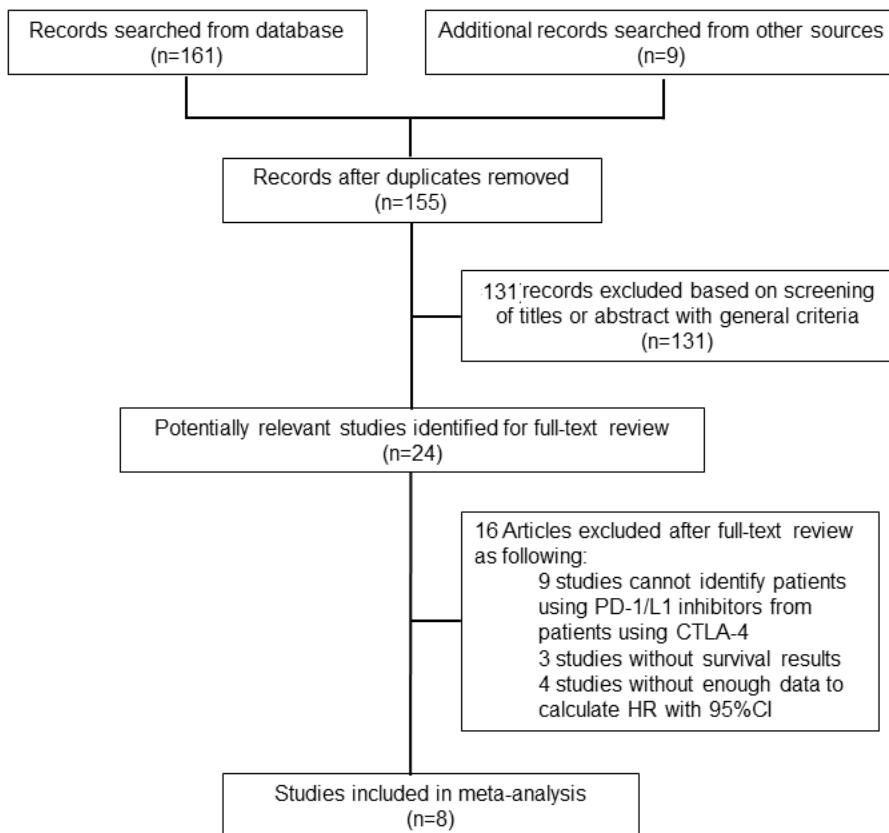 Records searched from database
(n=161)
Additional records searched from other sources
(n=9)
Records after duplicates removed
(n=155)
131 records excluded based on screening
of titles or abstract with general criteria
(n=131)
Potentially relevant studies identified for full-text review
(n=24)
16 Articles excluded after full-text review
as following:
9 studies cannot identify patients
using PD-1/L1 inhibitors from
patients using CTLA-4
3 studies without survival results
4 studies without enough data to
calculate HR with 95%CI
Studies included in meta-analysis
(n=8)